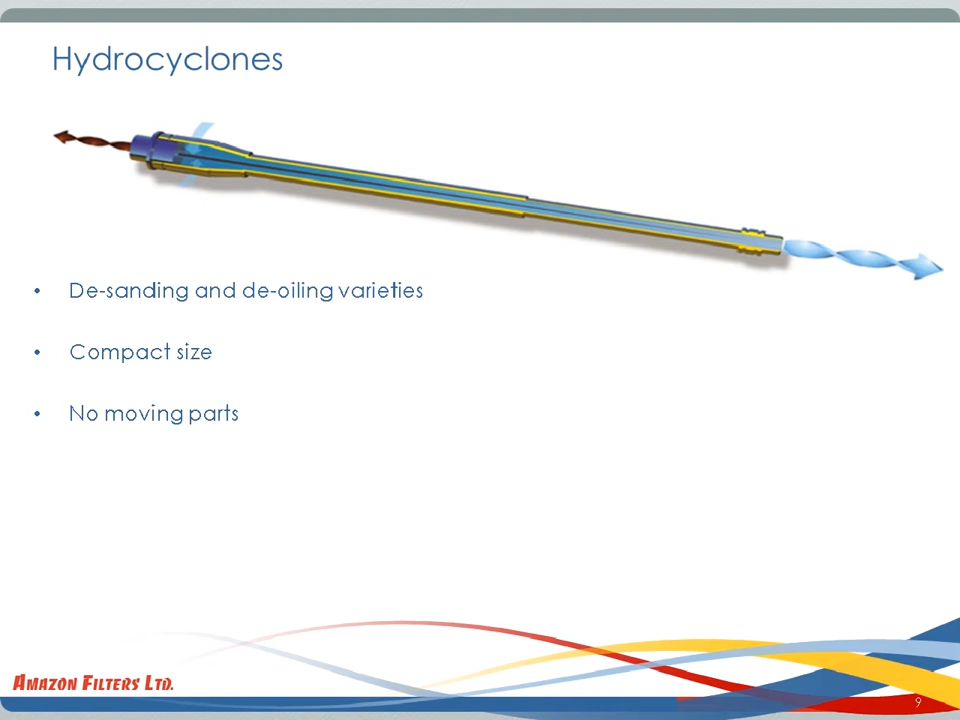 Hydrocyclones
• De-sanding and de-oiling varieties
• Compact size
• No moving parts
AMAZON FILTERS LTD.
9